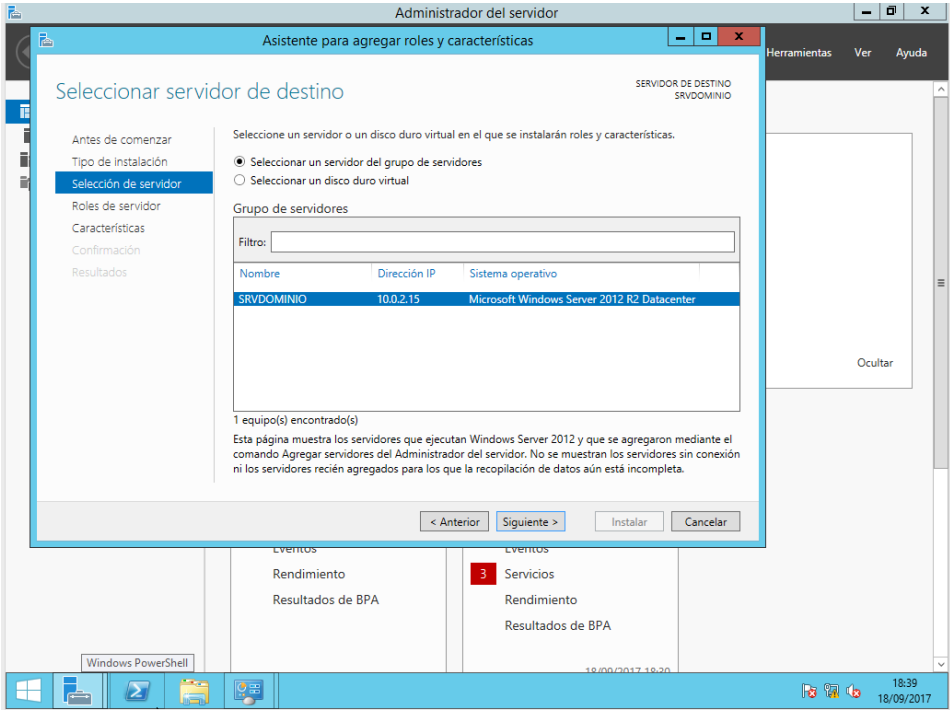 Administrador del servidor
Asistente para agregar roles y características
Herramientas Ver Ayuda
Seleccionar servidor de destino
SERVIDOR DE DESTINO
SRVDOMINIO
Antes de comenzar
Tipo de instalación
Selección de servidor
Roles de servidor
Características
Confirmación
Resultados
Seleccione un servidor o un disco duro virtual en el que se instalarán roles y características.
Seleccionar un servidor del grupo de servidores
Seleccionar un disco duro virtual
Grupo de servidores
Filtro:
Nombre Dirección IP Sistema operativo
SRVDOMINIO 10.0.2.15 Microsoft Windows Server 2012 R2 Datacenter
Ocultar
1 equipo(s) encontrado(s)
Esta página muestra los servidores que ejecutan Windows Server 2012 y que se agregaron mediante el
comando Agregar servidores del Administrador del servidor. No se muestran los servidores sin conexión
ni los servidores recién agregados para los que la recopilación de datos aún está incompleta.
< Anterior Siguiente > Instalar Cancelar
Eventos Eventos
Rendimiento 3 Servicios
Resultados de BPA Rendimiento
Resultados de BPA
18/09/2017 18:30
Windows PowerShell
18:39
18/09/2017